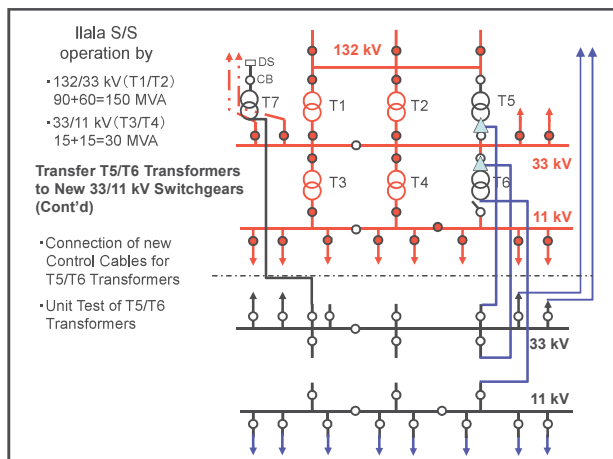 Ilala S/S
operation by
・132/33 kV(T1/T2)
90+60=150 MVA
・33/11 kV(T3/T4)
15+15=30 MVA
Transfer T5/T6 Transformers
to New 33/11 kV Switchgears
(Cont'd)
・Connection of new
Control Cables for
T5/T6 Transformers
・Unit Test of T5/T6
Transformers
DS
CB
132 kV
T7
T1
T2
T5
33 kV
T3
T4
T6
11 kV
33 kV
11 kV